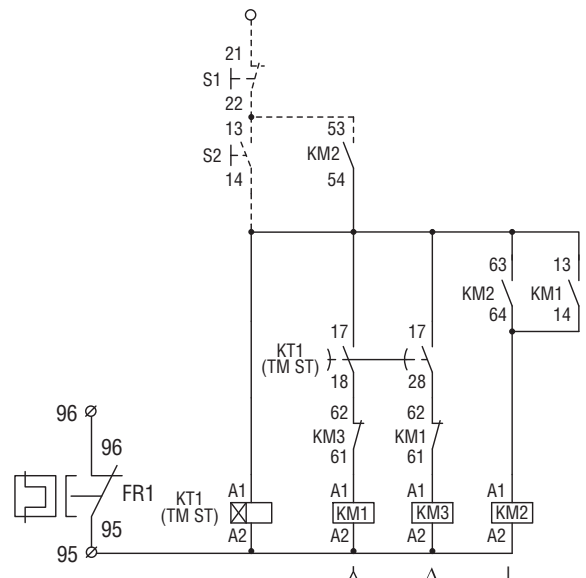 21
S1
22
13
S2
14
53
KM2
54
63
KM2
64
13
KM1
14
KT1
(TM ST)
17
18
17
28
62
KM3
61
62
KM1
61
96
96
FR1
95
95
KT1
(TM ST)
A1
A2
A1
KM1
A2
A1
KM3
A2
A1
KM2
A2